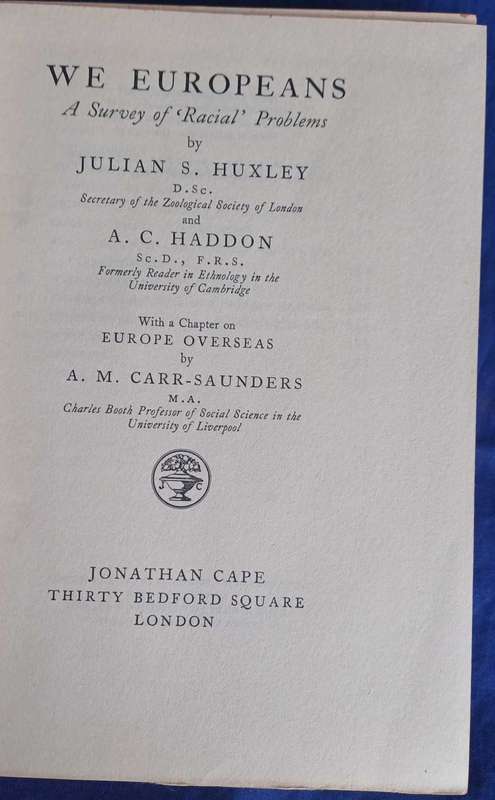 WE EUROPEANS
A Survey of ‘Racial’ Problems
by
JULIAN S. HUXLEY
D.Sc.
Secretary of the Zoological Society of London
and
A. C. HADDON
Sc.D., F.R.S.
Formerly Reader in Ethnology in the
University of Cambridge
With a Chapter on
EUROPE OVERSEAS
by
A. M. CARR-SAUNDERS
M.A.
Charles Booth Professor of Social Science in the
University of Liverpool
J C
JONATHAN CAPE
THIRTY BEDFORD SQUARE
LONDON